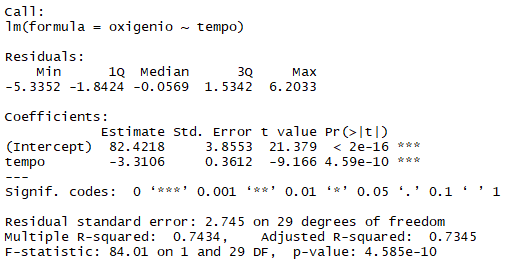 Call:
lm(formula = oxigenio ~ tempo)
Residuals:
    Min      1Q  Median      3Q     Max
-5.3352 -1.8424 -0.0569  1.5342  6.2033
Coefficients:
            Estimate Std. Error t value Pr(>|t|)
(Intercept)  82.4218     3.8553  21.379  < 2e-16 ***
tempo        -3.3106     0.3612  -9.166 4.59e-10 ***
---
Signif. codes:  0 ‘***’ 0.001 ‘**’ 0.01 ‘*’ 0.05 ‘.’ 0.1 ‘ ’ 1
Residual standard error: 2.745 on 29 degrees of freedom
Multiple R-squared:  0.7434,    Adjusted R-squared:  0.7345
F-statistic: 84.01 on 1 and 29 DF,  p-value: 4.585e-10